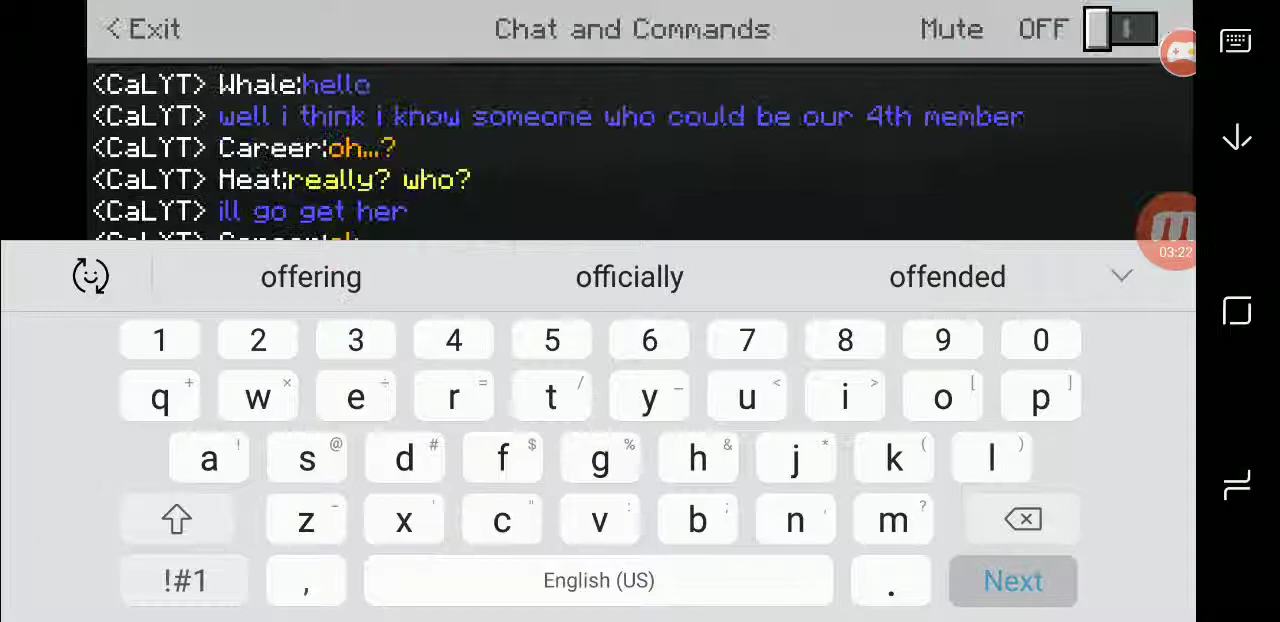 < Exit Chat and Commands Mute OFF
<CaLYT> Whale:hello
<CaLYT> well i think i know someone who could be our 4th member
<CaLYT> Career:oh...?
<CaLYT> Heat:really? who?
<CaLYT> ill go get her
03:22
offering officially offended
1 2 3 4 5 6 7 8 9 0
q + w × e ÷ r = t / y _ u < i > o [ p ]
a ! s @ d # f $ g % h & j * k ( l )
z - x ' c " v : b ; n , m ?
!#1 , English (US) . Next